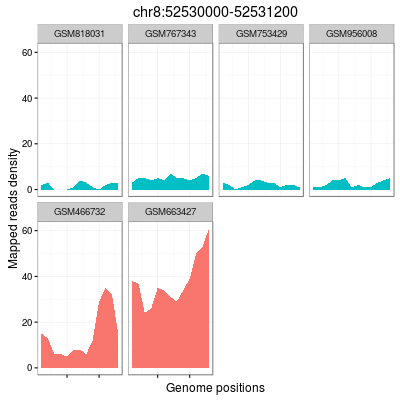 chr8:52530000-52531200
GSM818031 GSM767343 GSM753429 GSM956008
60
40
20
0
GSM466732 GSM663427
60
40
20
0
Mapped reads density
Genome positions